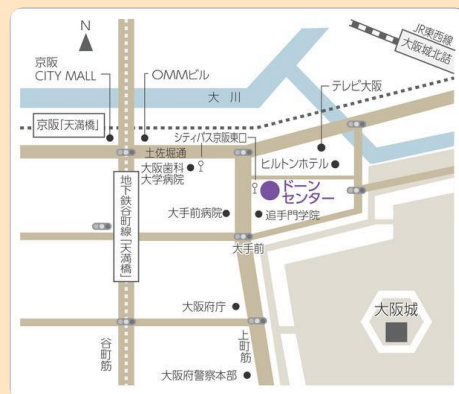 N
JR東西線
大阪城北詰
京阪
CITY MALL
OMMビル
テレビ大阪
大 川
京阪「天満橋」
シティバス京阪東口
土佐堀通
大阪歯科
大学病院
ヒルトンホテル
ドーン
センター
地下鉄谷町線「天満橋」
大手前病院
追手門学院
大手前
大阪府庁
大阪城
谷町筋
上町筋
大阪府警察本部